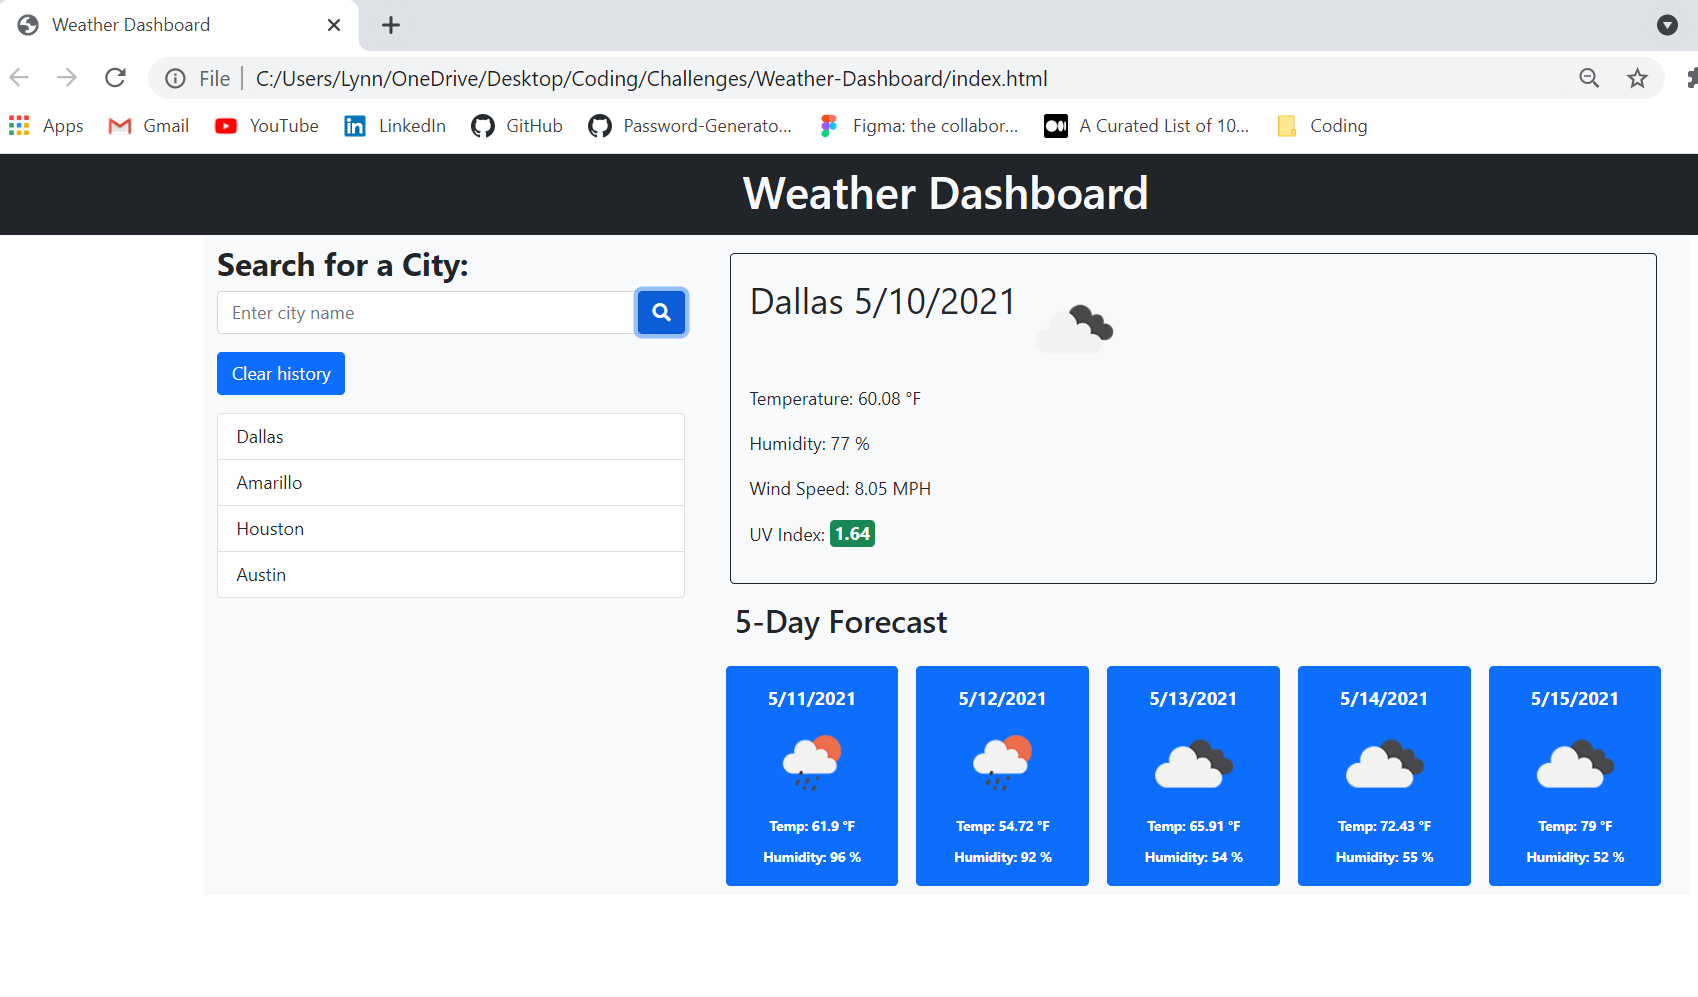 Weather Dashboard
File C:/Users/Lynn/OneDrive/Desktop/Coding/Challenges/Weather-Dashboard/index.html
Apps Gmail YouTube LinkedIn GitHub Password-Generato... Figma: the collabor... A Curated List of 10... Coding
Weather Dashboard
Search for a City:
Enter city name
Clear history
Dallas
Amarillo
Houston
Austin
Dallas 5/10/2021
Temperature: 60.08 °F
Humidity: 77 %
Wind Speed: 8.05 MPH
UV Index: 1.64
5-Day Forecast
5/11/2021
Temp: 61.9 °F
Humidity: 96 %
5/12/2021
Temp: 54.72 °F
Humidity: 92 %
5/13/2021
Temp: 65.91 °F
Humidity: 54 %
5/14/2021
Temp: 72.43 °F
Humidity: 55 %
5/15/2021
Temp: 79 °F
Humidity: 52 %